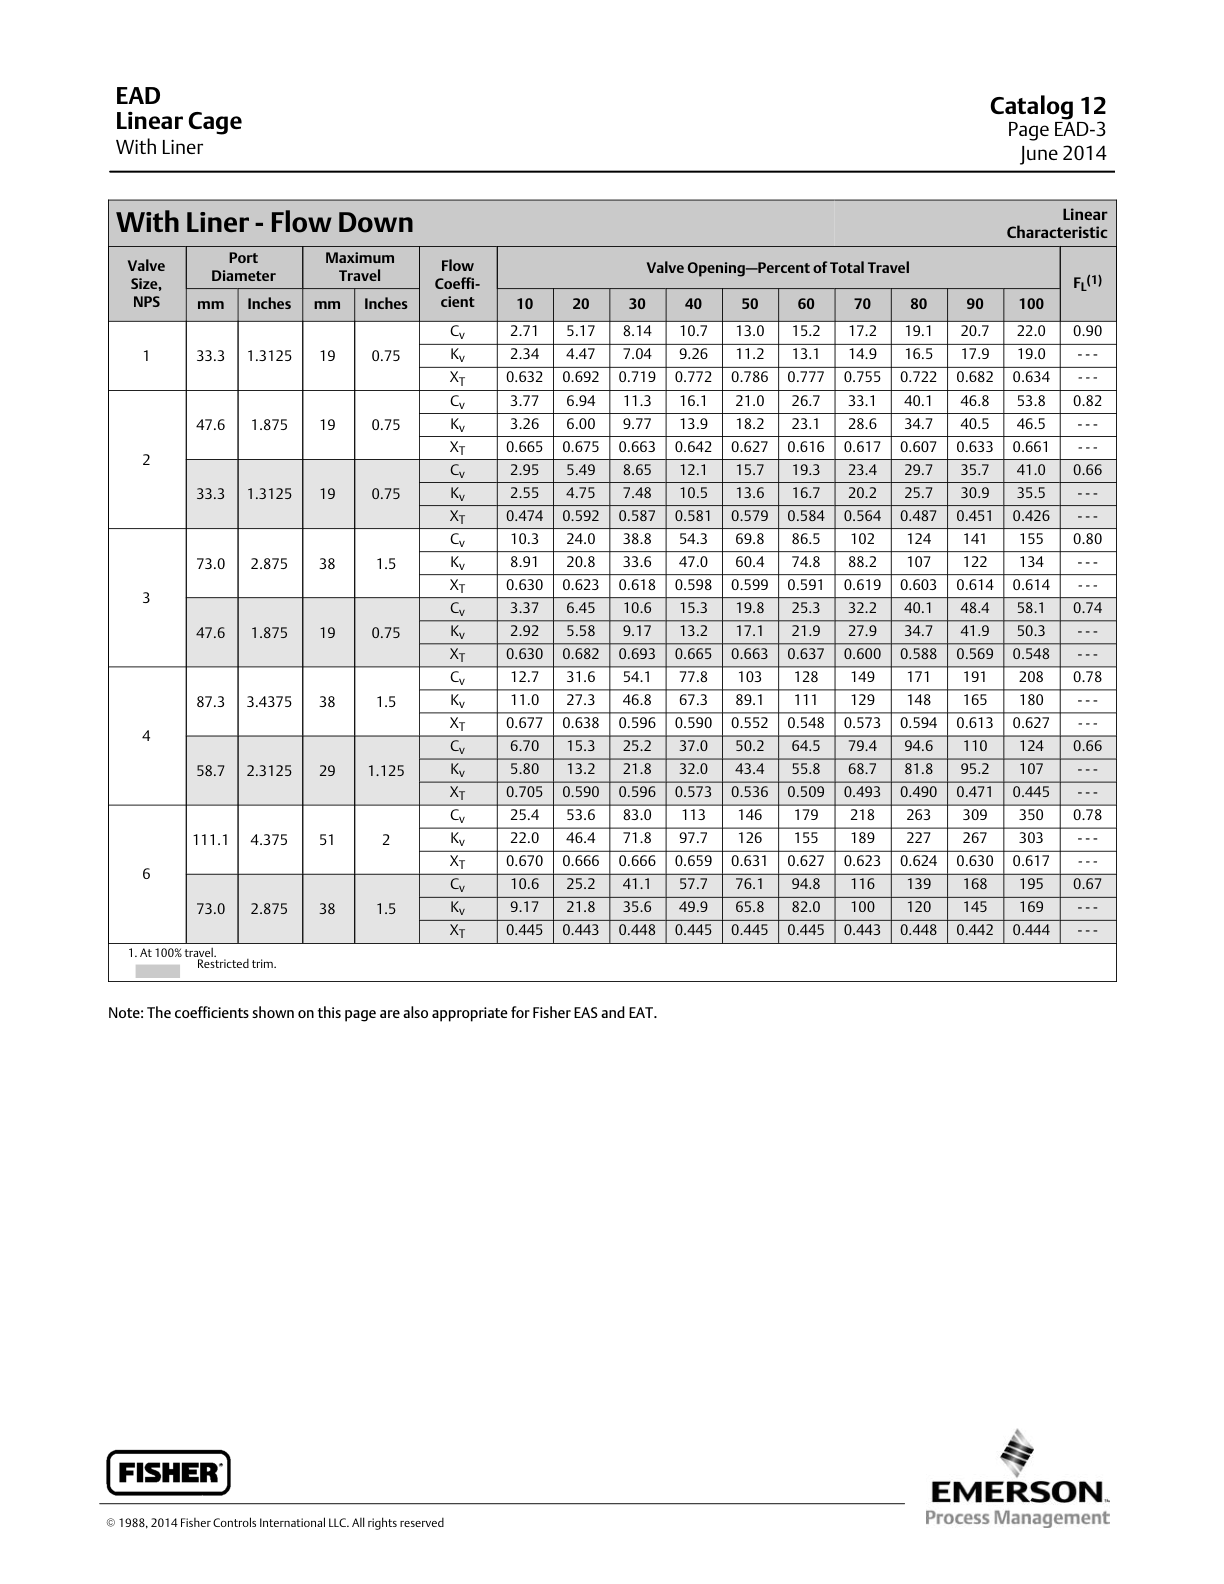 EAD
Linear Cage
With Liner
Catalog 12
Page EAD-3
June 2014
With Liner - Flow Down
Linear
Characteristic
Valve Size, NPS | Port Diameter | Maximum Travel | Flow Coeffi-cient | Valve Opening—Percent of Total Travel | FL(1)
mm Inches mm Inches 10 20 30 40 50 60 70 80 90 100
1 33.3 1.3125 19 0.75 Cv 2.71 5.17 8.14 10.7 13.0 15.2 17.2 19.1 20.7 22.0 0.90
Kv 2.34 4.47 7.04 9.26 11.2 13.1 14.9 16.5 17.9 19.0 - - -
XT 0.632 0.692 0.719 0.772 0.786 0.777 0.755 0.722 0.682 0.634 - - -
2 47.6 1.875 19 0.75 Cv 3.77 6.94 11.3 16.1 21.0 26.7 33.1 40.1 46.8 53.8 0.82
Kv 3.26 6.00 9.77 13.9 18.2 23.1 28.6 34.7 40.5 46.5 - - -
XT 0.665 0.675 0.663 0.642 0.627 0.616 0.617 0.607 0.633 0.661 - - -
33.3 1.3125 19 0.75 Cv 2.95 5.49 8.65 12.1 15.7 19.3 23.4 29.7 35.7 41.0 0.66
Kv 2.55 4.75 7.48 10.5 13.6 16.7 20.2 25.7 30.9 35.5 - - -
XT 0.474 0.592 0.587 0.581 0.579 0.584 0.564 0.487 0.451 0.426 - - -
3 73.0 2.875 38 1.5 Cv 10.3 24.0 38.8 54.3 69.8 86.5 102 124 141 155 0.80
Kv 8.91 20.8 33.6 47.0 60.4 74.8 88.2 107 122 134 - - -
XT 0.630 0.623 0.618 0.598 0.599 0.591 0.619 0.603 0.614 0.614 - - -
47.6 1.875 19 0.75 Cv 3.37 6.45 10.6 15.3 19.8 25.3 32.2 40.1 48.4 58.1 0.74
Kv 2.92 5.58 9.17 13.2 17.1 21.9 27.9 34.7 41.9 50.3 - - -
XT 0.630 0.682 0.693 0.665 0.663 0.637 0.600 0.588 0.569 0.548 - - -
4 87.3 3.4375 38 1.5 Cv 12.7 31.6 54.1 77.8 103 128 149 171 191 208 0.78
Kv 11.0 27.3 46.8 67.3 89.1 111 129 148 165 180 - - -
XT 0.677 0.638 0.596 0.590 0.552 0.548 0.573 0.594 0.613 0.627 - - -
58.7 2.3125 29 1.125 Cv 6.70 15.3 25.2 37.0 50.2 64.5 79.4 94.6 110 124 0.66
Kv 5.80 13.2 21.8 32.0 43.4 55.8 68.7 81.8 95.2 107 - - -
XT 0.705 0.590 0.596 0.573 0.536 0.509 0.493 0.490 0.471 0.445 - - -
6 111.1 4.375 51 2 Cv 25.4 53.6 83.0 113 146 179 218 263 309 350 0.78
Kv 22.0 46.4 71.8 97.7 126 155 189 227 267 303 - - -
XT 0.670 0.666 0.666 0.659 0.631 0.627 0.623 0.624 0.630 0.617 - - -
73.0 2.875 38 1.5 Cv 10.6 25.2 41.1 57.7 76.1 94.8 116 139 168 195 0.67
Kv 9.17 21.8 35.6 49.9 65.8 82.0 100 120 145 169 - - -
XT 0.445 0.443 0.448 0.445 0.445 0.445 0.443 0.448 0.442 0.444 - - -
1. At 100% travel.
Restricted trim.
Note: The coefficients shown on this page are also appropriate for Fisher EAS and EAT.
FISHER
EMERSON™
Process Management
© 1988, 2014 Fisher Controls International LLC. All rights reserved